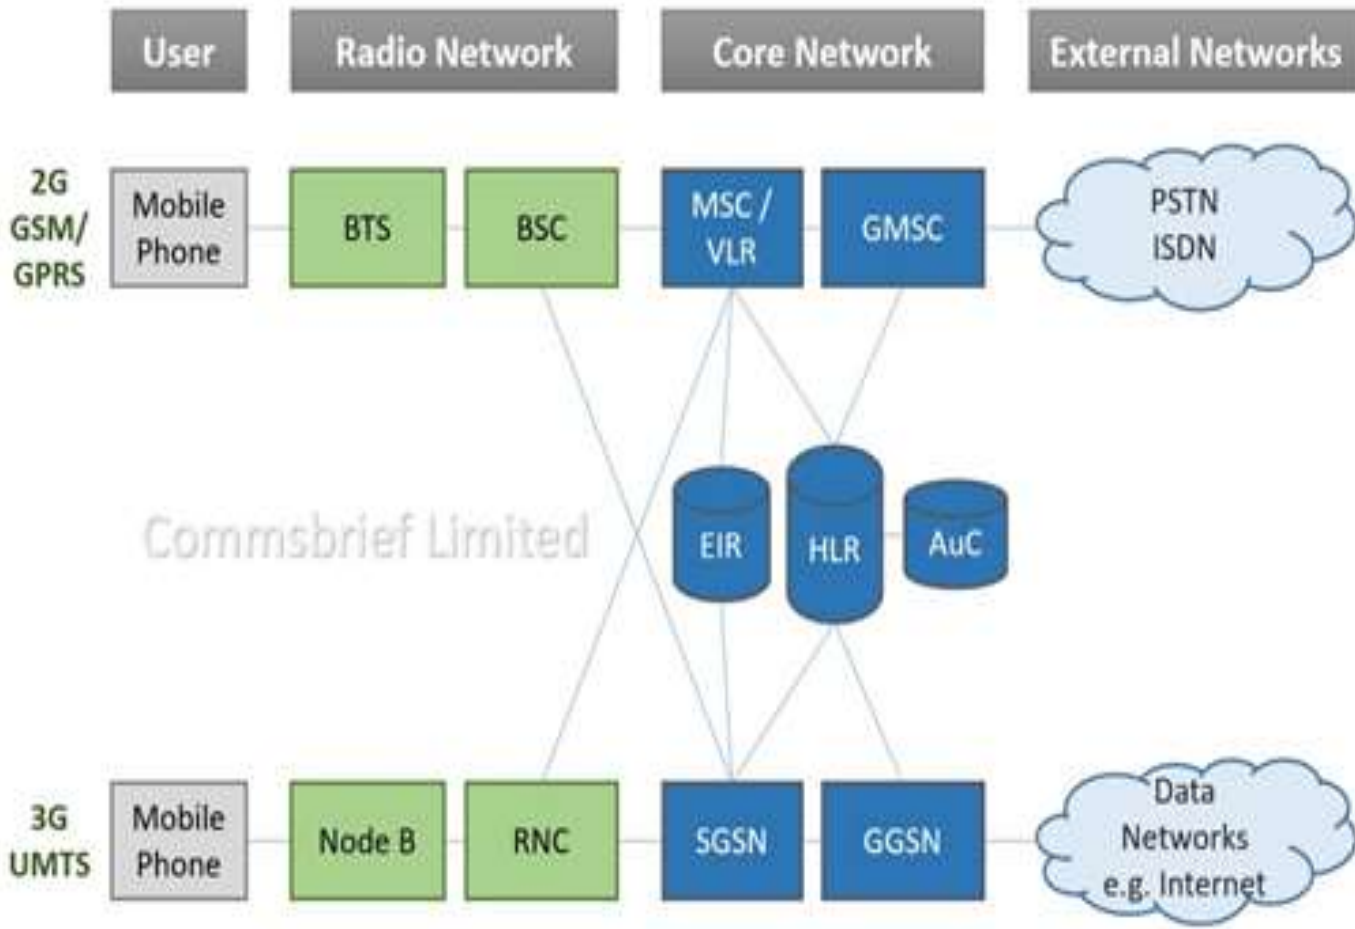 User
Radio Network
Core Network
External Networks
2G
GSM/
GPRS
Mobile
Phone
BTS
BSC
MSC /
VLR
GMSC
PSTN
ISDN
Commsbrief Limited
EIR
HLR
AuC
3G
UMTS
Mobile
Phone
Node B
RNC
SGSN
GGSN
Data
Networks
e.g. Internet